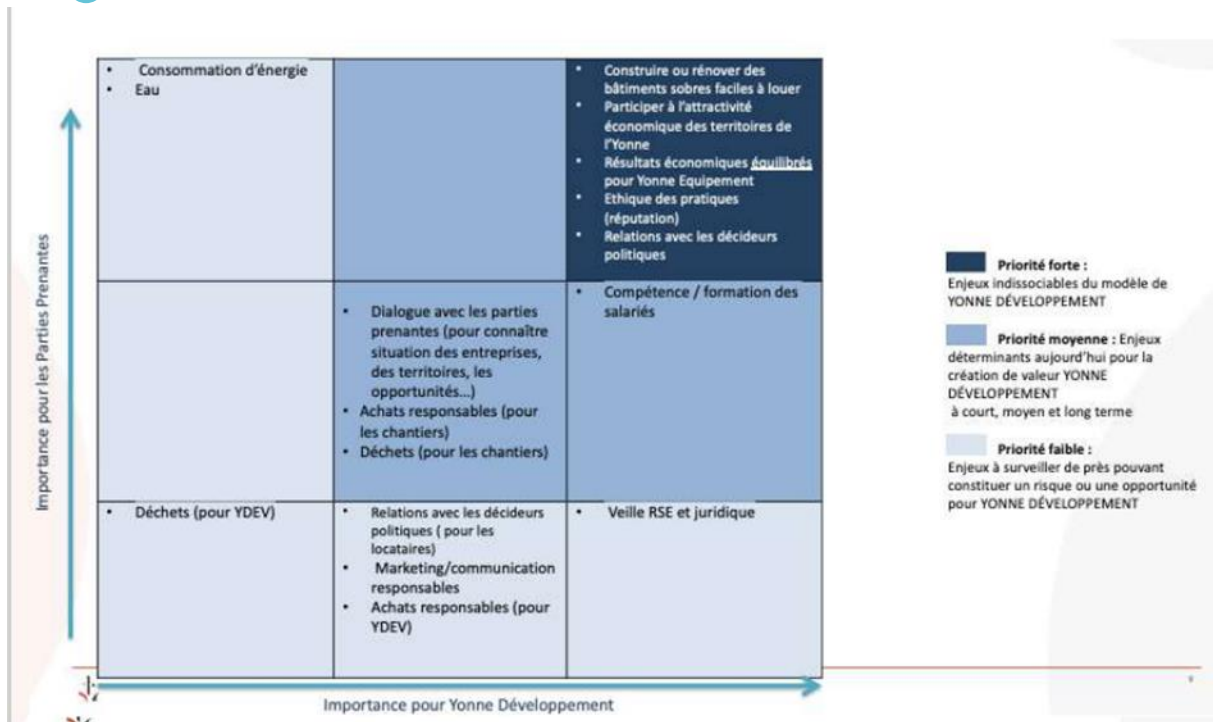 • Consommation d'énergie
• Eau
• Construire ou rénover des
bâtiments sobres faciles à louer
• Participer à l'attractivité
économique des territoires de
l'Yonne
• Résultats économiques équilibrés
pour Yonne Equipement
• Ethique des pratiques
(réputation)
• Relations avec les décideurs
politiques
• Dialogue avec les parties
prenantes (pour connaître
situation des entreprises,
des territoires, les
opportunités...)
• Achats responsables (pour
les chantiers)
• Déchets (pour les chantiers)
• Compétence / formation des
salariés
• Déchets (pour YDEV)
• Relations avec les décideurs
politiques ( pour les
locataires)
• Marketing/communication
responsables
• Achats responsables (pour
YDEV)
• Veille RSE et juridique
Importance pour les Parties Prenantes
Importance pour Yonne Développement
Priorité forte :
Enjeux indissociables du modèle de
YONNE DÉVELOPPEMENT
Priorité moyenne : Enjeux
déterminants aujourd'hui pour la
création de valeur YONNE
DÉVELOPPEMENT
à court, moyen et long terme
Priorité faible :
Enjeux à surveiller de près pouvant
constituer un risque ou une opportunité
pour YONNE DÉVELOPPEMENT